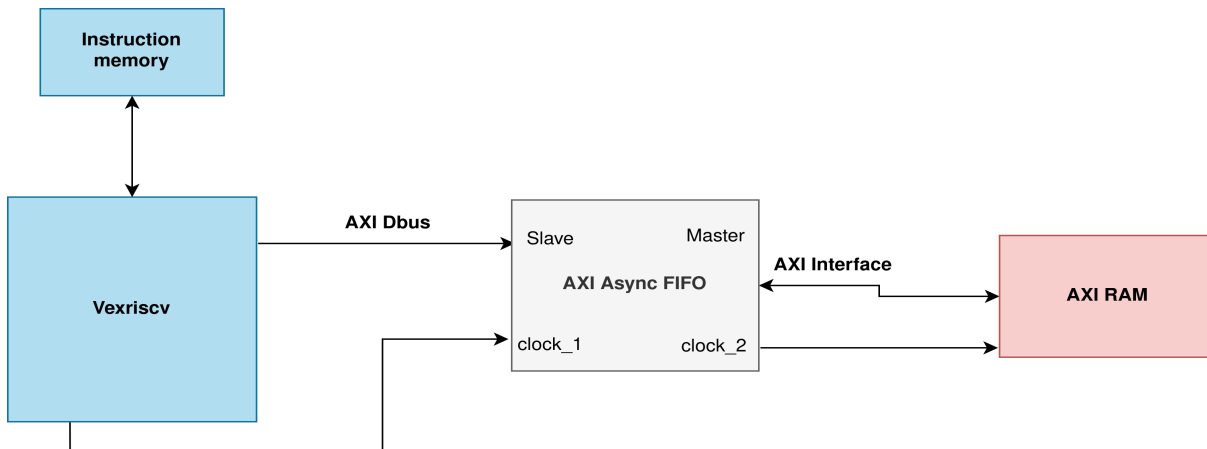 Instruction
memory
AXI Dbus
Slave
Master
AXI Interface
AXI Async FIFO
Vexriscv
AXI RAM
clock_1
clock_2